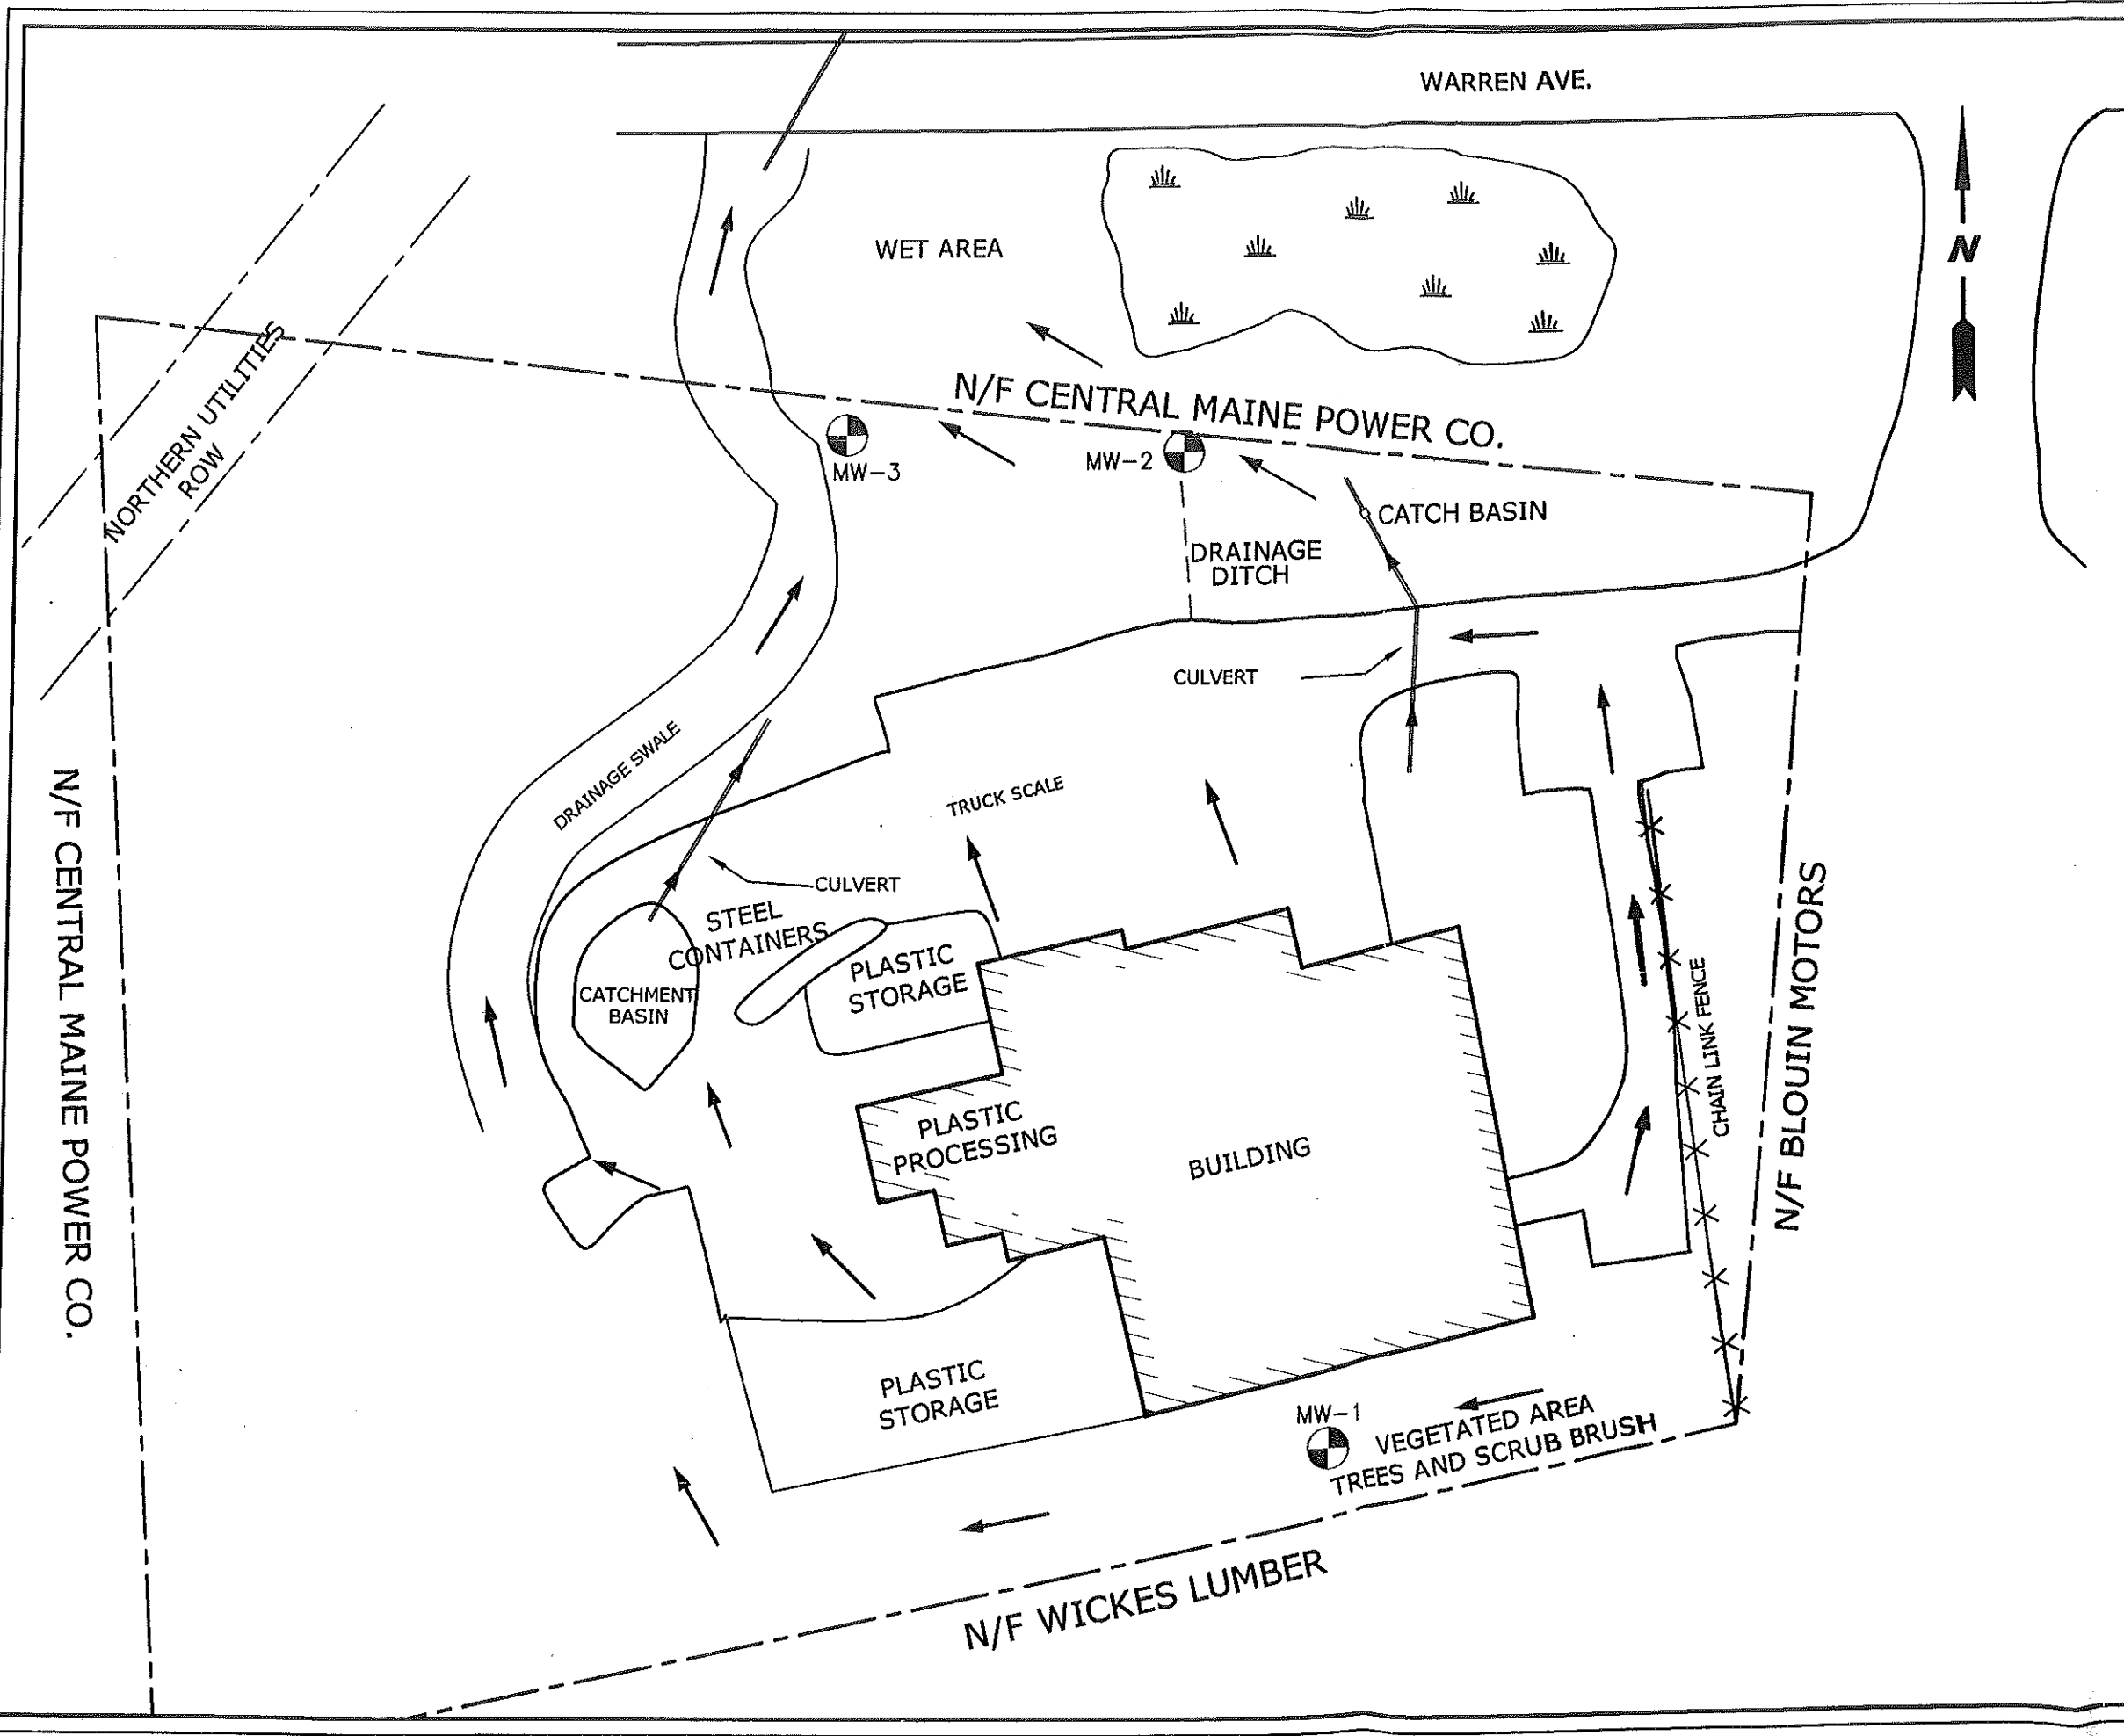 WARREN AVE.
N
WET AREA
N/F CENTRAL MAINE POWER CO.
NORTHERN UTILITIES
ROW
MW-3
MW-2
CATCH BASIN
DRAINAGE
DITCH
CULVERT
DRAINAGE SWALE
TRUCK SCALE
CULVERT
STEEL
CONTAINERS
PLASTIC
STORAGE
CATCHMENT
BASIN
N/F CENTRAL MAINE POWER CO.
CHAIN LINK FENCE
N/F BLOUIN MOTORS
PLASTIC
PROCESSING
BUILDING
PLASTIC
STORAGE
MW-1
VEGETATED AREA
TREES AND SCRUB BRUSH
N/F WICKES LUMBER